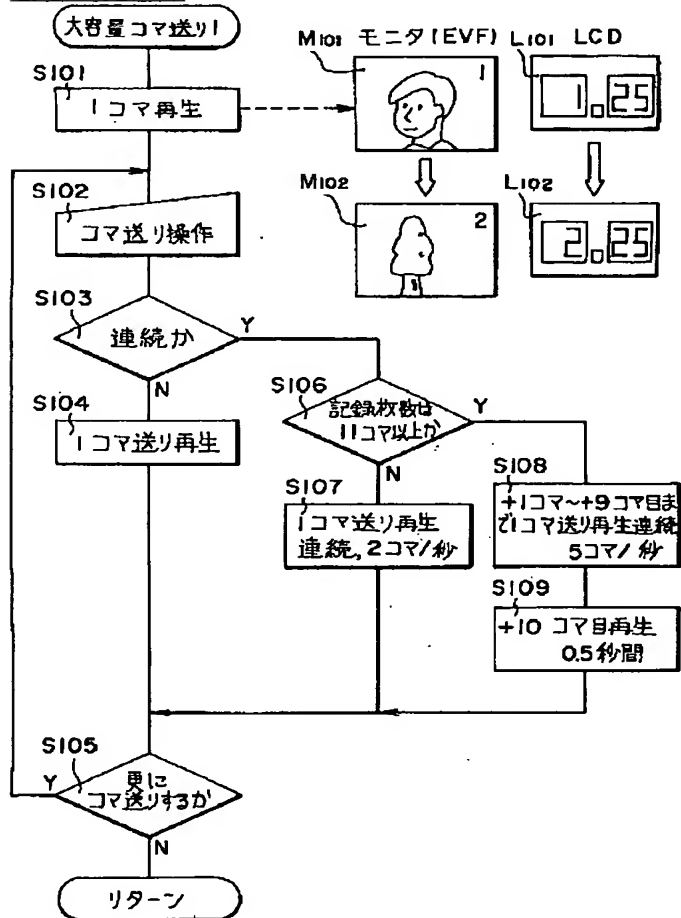 大容量コマ送り1
S101
1コマ再生
M101 モニタ(EVF)
1
L101 LCD
1.25
M102
2
L102
2.25
S102
コマ送り操作
S103
連続か
Y
N
S104
1コマ送り再生
S106
記録枚数は
11コマ以上か
Y
N
S107
1コマ送り再生
連続,2コマ/秒
S108
+1コマ~+9コマ目ま
で1コマ送り再生連続
5コマ/秒
S109
+10コマ目再生
0.5秒間
S105
更に
コマ送りするか
Y
N
リターン